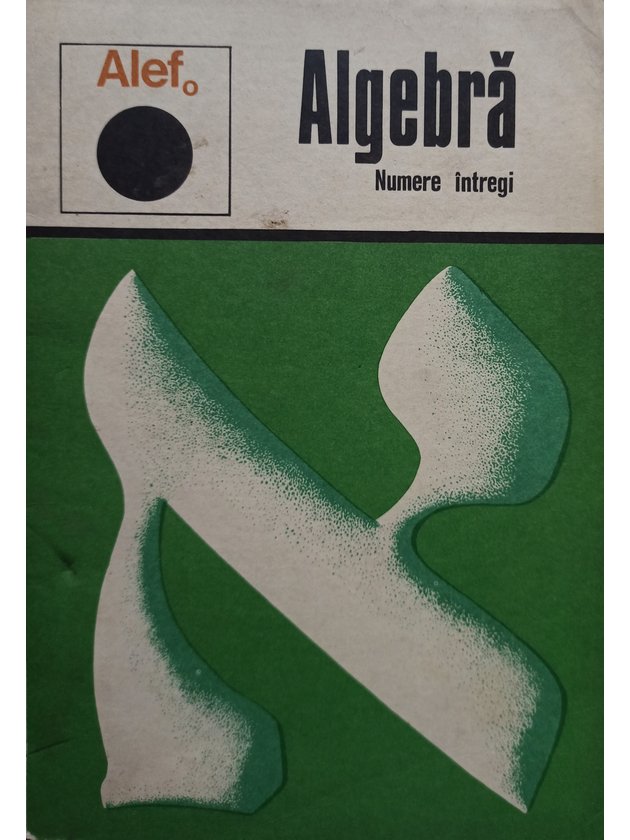 Alef₀
Algebră
Numere întregi
א